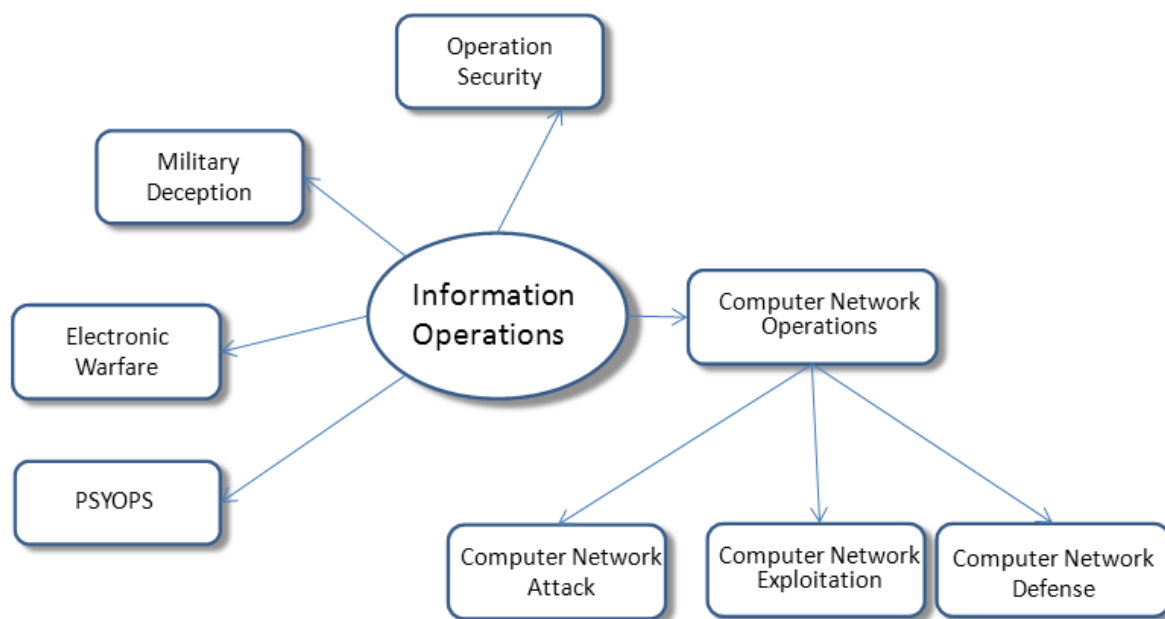 Operation
Security
Military
Deception
Information
Operations
Computer Network
Operations
Electronic
Warfare
PSYOPS
Computer Network
Attack
Computer Network
Exploitation
Computer Network
Defense